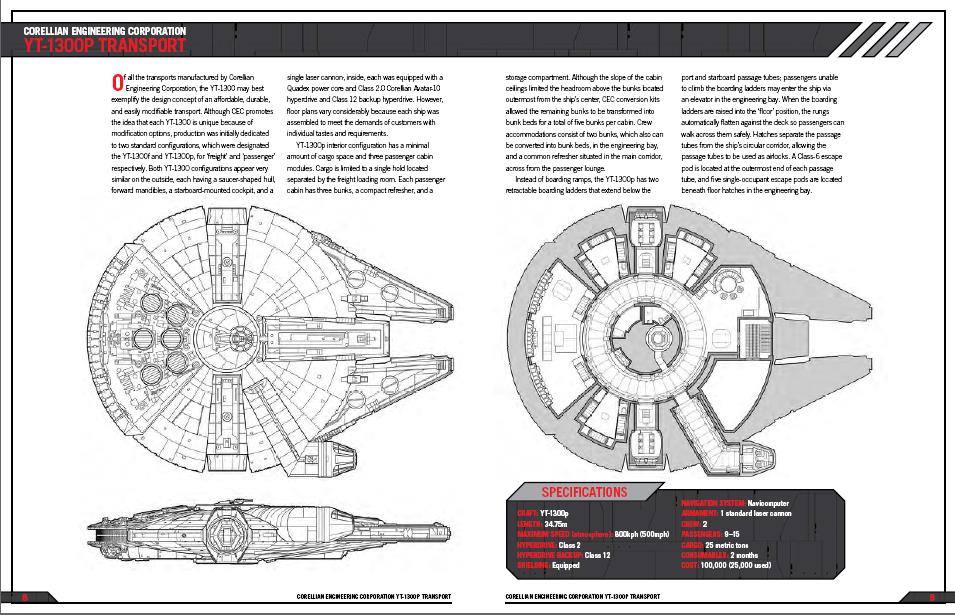 CORELLIAN ENGINEERING CORPORATION
YT-1300P TRANSPORT
Of all the transports manufactured by Corellian
Engineering Corporation, the YT-1300 may best
exemplify the design concept of an affordable, durable,
and easily modifiable transport. Although CEC promotes
the idea that each YT-1300 is unique because of
modification options, production was initially dedicated
to two standard configurations, which were designated
the YT-1300f and YT-1300p, for 'freight' and 'passenger'
respectively. Both YT-1300 configurations appear very
similar on the outside, each having a saucer-shaped hull,
forward mandibles, a starboard-mounted cockpit, and a
single laser cannon; inside, each was equipped with a
Quadex power core and Class 2.0 Corellian Avatar-10
hyperdrive and Class 12 backup hyperdrive. However,
floor plans vary considerably because each ship was
assembled to meet the demands of customers with
individual tastes and requirements.
YT-1300p interior configuration has a minimal
amount of cargo space and three passenger cabin
modules. Cargo is limited to a single hold located
separated by the freight loading room. Each passenger
cabin has three bunks, a compact refresher, and a
storage compartment. Although the slope of the cabin
ceilings limited the headroom above the bunks located
outermost from the ship's center, CEC conversion kits
allowed the remaining bunks to be transformed into
bunk beds for a total of five bunks per cabin. Crew
accommodations consist of two bunks, which also can
be converted into bunk beds, in the engineering bay,
and a common refresher situated in the main corridor,
across from the passenger lounge.
Instead of boarding ramps, the YT-1300p has two
retractable boarding ladders that extend below the
port and starboard passage tubes; passengers unable
to climb the boarding ladders may enter the ship via
an elevator in the engineering bay. When the boarding
ladders are raised into the 'floor' position, the rungs
automatically flatten against the deck so passengers can
walk across them safely. Hatches separate the passage
tubes from the ship's circular corridor, allowing the
passage tubes to be used as airlocks. A Class-6 escape
pod is located at the outermost end of each passage
tube, and five single-occupant escape pods are located
beneath floor hatches in the engineering bay.
SPECIFICATIONS
CRAFT: YT-1300p
LENGTH: 34.75m
MAXIMUM SPEED (atmosphere): 800kph (500mph)
HYPERDRIVE: Class 2
HYPERDRIVE BACKUP: Class 12
SHIELDING: Equipped
NAVIGATION SYSTEM: Navicomputer
ARMAMENT: 1 standard laser cannon
CREW: 2
PASSENGERS: 9–15
CARGO: 25 metric tons
CONSUMABLES: 2 months
COST: 100,000 (25,000 used)
8
CORELLIAN ENGINEERING CORPORATION YT-1300P TRANSPORT
CORELLIAN ENGINEERING CORPORATION YT-1300P TRANSPORT